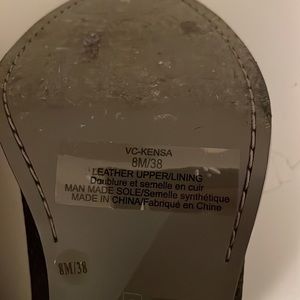 VC-KENSA
8M/38
LEATHER UPPER/LINING
Doublure et semelle en cuir
MAN MADE SOLE/Semelle synthétique
MADE IN CHINA/Fabriqué en Chine
8M/38